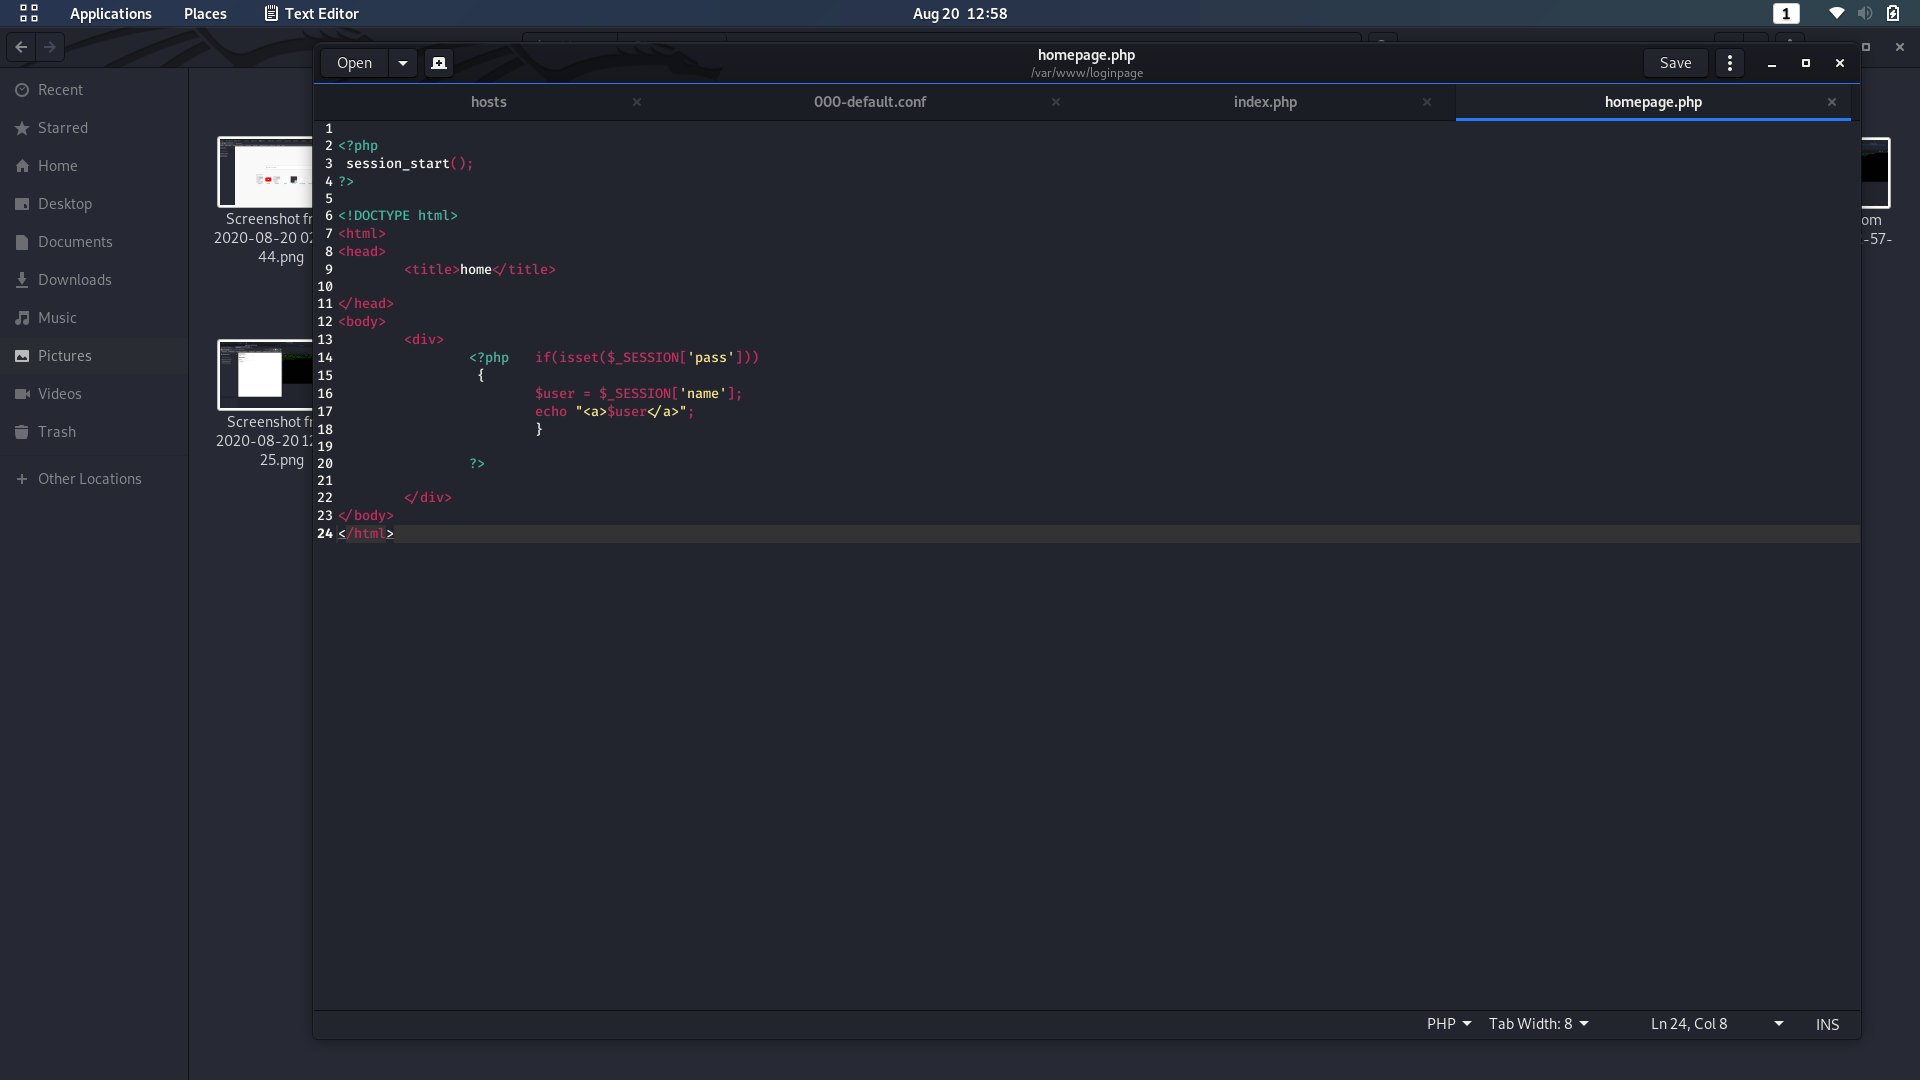 Applications Places Text Editor Aug 20 12:58 1
Open homepage.php Save
/var/www/loginpage
hosts 000-default.conf index.php homepage.php
Recent
Starred
Home
Desktop
Documents
Downloads
Music
Pictures
Videos
Trash
Other Locations
Screenshot fr
2020-08-20 02
44.png
Screenshot fr
2020-08-20 12
25.png
om
-57-
1
2 <?php
3  session_start();
4 ?>
5
6 <!DOCTYPE html>
7 <html>
8 <head>
9         <title>home</title>
10
11 </head>
12 <body>
13         <div>
14                 <?php   if(isset($_SESSION['pass']))
15                  {
16                         $user = $_SESSION['name'];
17                         echo "<a>$user</a>";
18                         }
19
20                 ?>
21
22         </div>
23 </body>
24 </html>
PHP Tab Width: 8 Ln 24, Col 8 INS